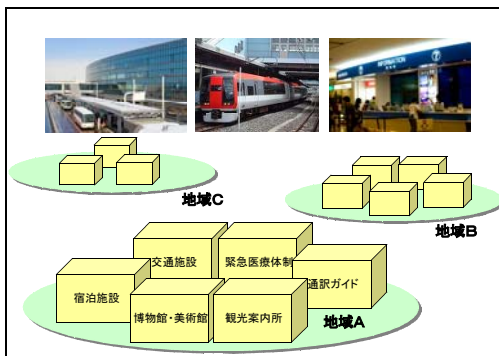 INFORMATION
地域C
地域B
交通施設
緊急医療体制
宿泊施設
通訳ガイド
博物館・美術館
観光案内所
地域A